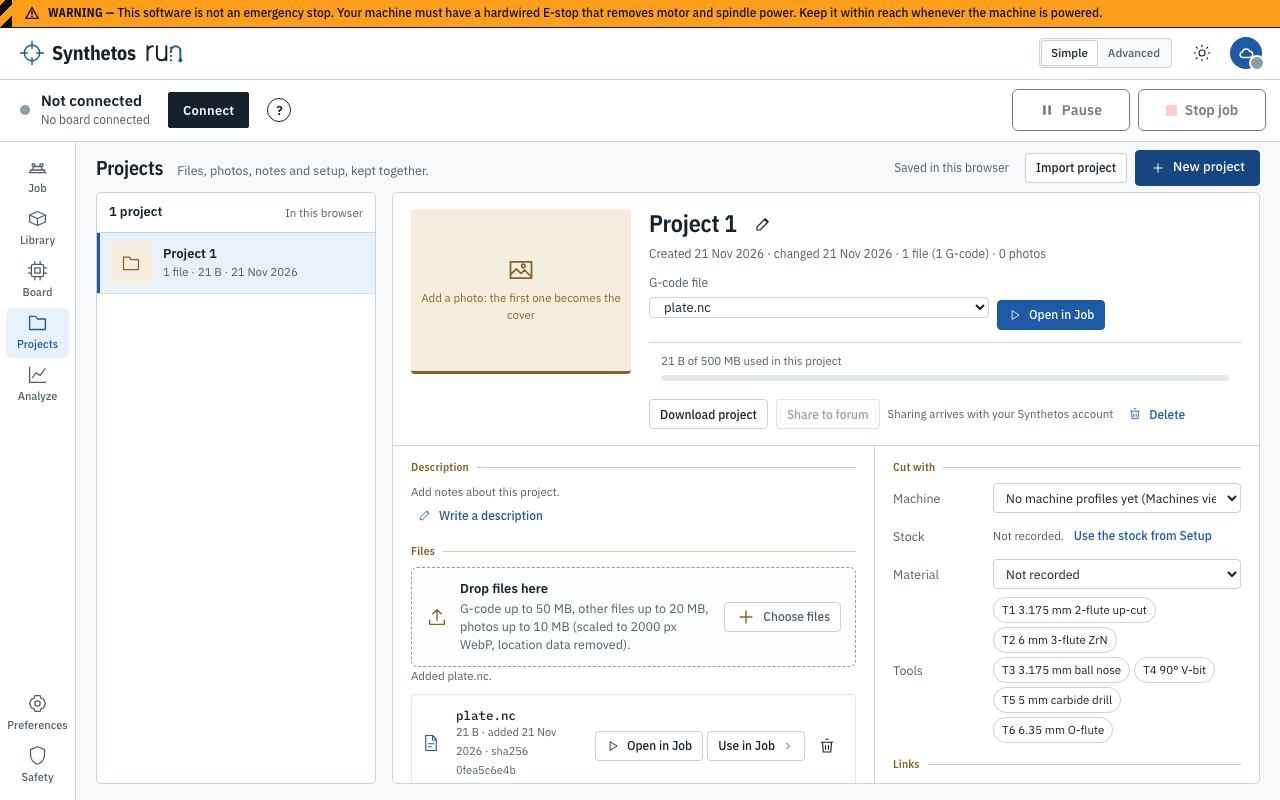 WARNING — This software is not an emergency stop. Your machine must have a hardwired E-stop that removes motor and spindle power. Keep it within reach whenever the machine is powered.
Synthetos run
Simple
Advanced
Not connected
No board connected
Connect
?
Pause
Stop job
Job
Library
Board
Projects
Analyze
Preferences
Safety
Projects
Files, photos, notes and setup, kept together.
Saved in this browser
Import project
New project
1 project
In this browser
Project 1
1 file · 21 B · 21 Nov 2026
Add a photo: the first one becomes the
cover
Project 1
Created 21 Nov 2026 · changed 21 Nov 2026 · 1 file (1 G-code) · 0 photos
G-code file
plate.nc
Open in Job
21 B of 500 MB used in this project
Download project
Share to forum
Sharing arrives with your Synthetos account
Delete
Description
Add notes about this project.
Write a description
Files
Drop files here
G-code up to 50 MB, other files up to 20 MB,
photos up to 10 MB (scaled to 2000 px
WebP, location data removed).
Choose files
Added plate.nc.
plate.nc
21 B · added 21 Nov
2026 · sha256
0fea5c6e4b
Open in Job
Use in Job
Cut with
Machine
No machine profiles yet (Machines vie
Stock
Not recorded.
Use the stock from Setup
Material
Not recorded
Tools
T1 3.175 mm 2-flute up-cut
T2 6 mm 3-flute ZrN
T3 3.175 mm ball nose
T4 90° V-bit
T5 5 mm carbide drill
T6 6.35 mm O-flute
Links